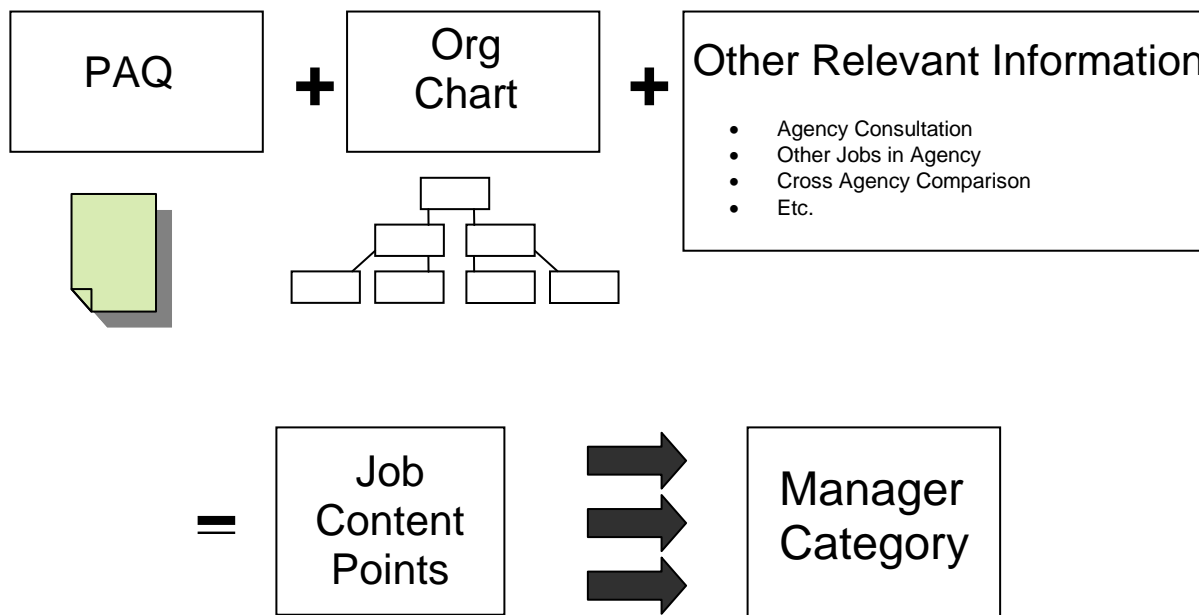 PAQ
+
Org
Chart
+
Other Relevant Information
• Agency Consultation
• Other Jobs in Agency
• Cross Agency Comparison
• Etc.
=
Job
Content
Points
Manager
Category